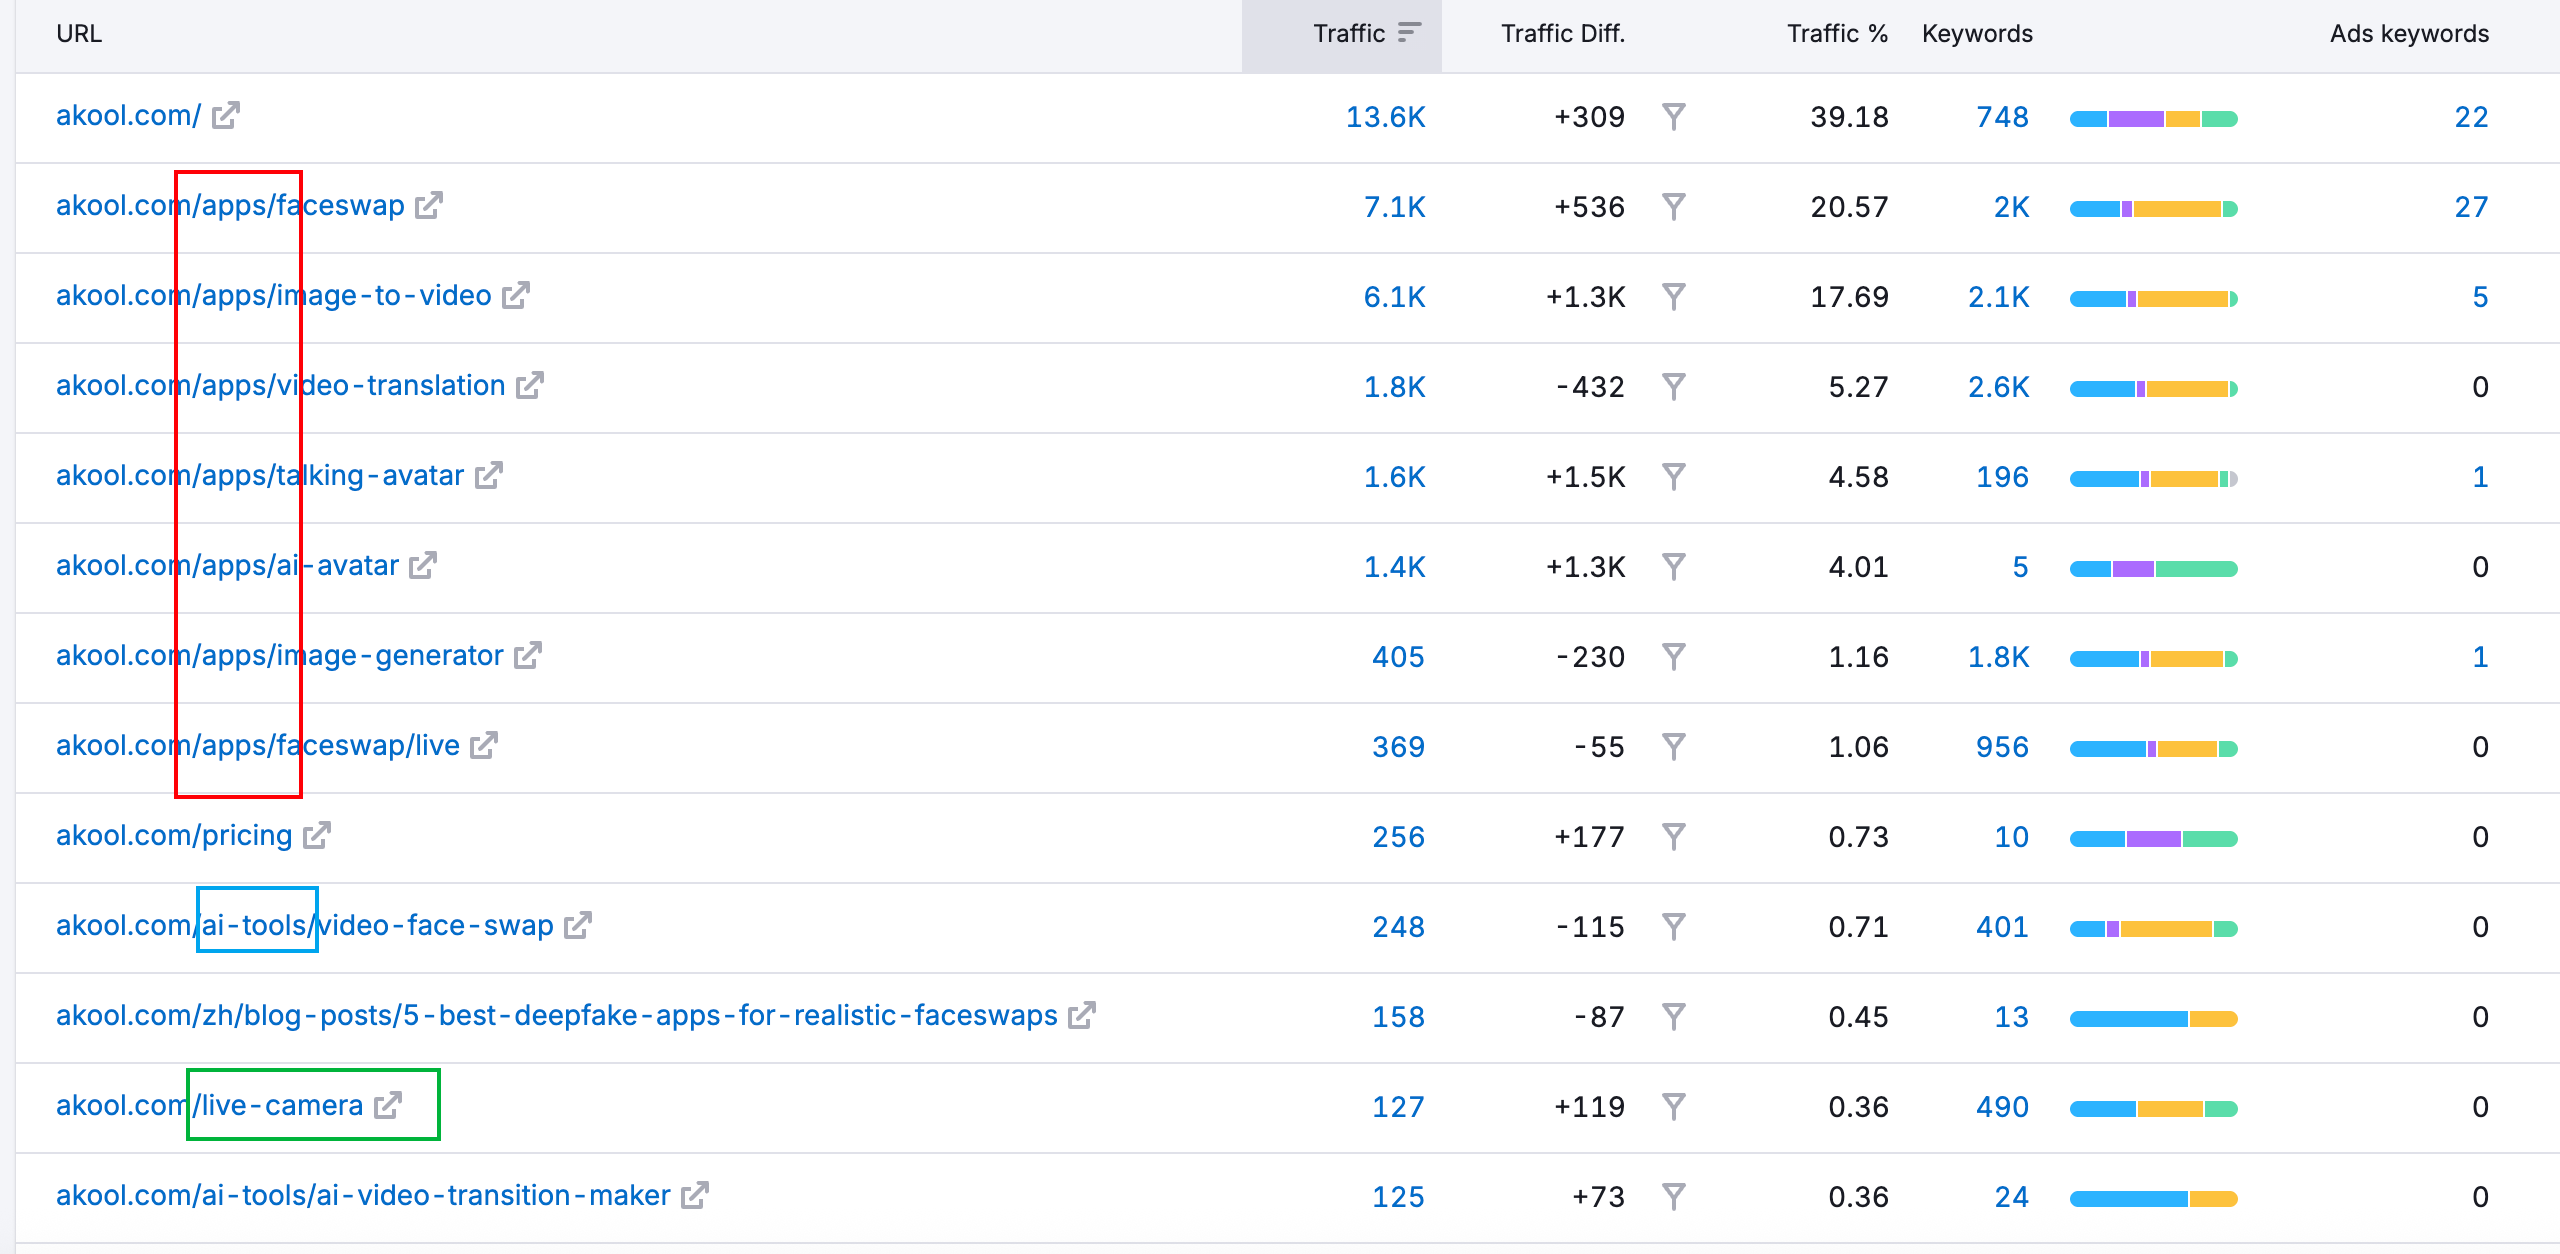 URL Traffic Traffic Diff. Traffic % Keywords Ads keywords
akool.com/ 13.6K +309 39.18 748 22
akool.com/apps/faceswap 7.1K +536 20.57 2K 27
akool.com/apps/image-to-video 6.1K +1.3K 17.69 2.1K 5
akool.com/apps/video-translation 1.8K -432 5.27 2.6K 0
akool.com/apps/talking-avatar 1.6K +1.5K 4.58 196 1
akool.com/apps/ai-avatar 1.4K +1.3K 4.01 5 0
akool.com/apps/image-generator 405 -230 1.16 1.8K 1
akool.com/apps/faceswap/live 369 -55 1.06 956 0
akool.com/pricing 256 +177 0.73 10 0
akool.com/ai-tools/video-face-swap 248 -115 0.71 401 0
akool.com/zh/blog-posts/5-best-deepfake-apps-for-realistic-faceswaps 158 -87 0.45 13 0
akool.com/live-camera 127 +119 0.36 490 0
akool.com/ai-tools/ai-video-transition-maker 125 +73 0.36 24 0